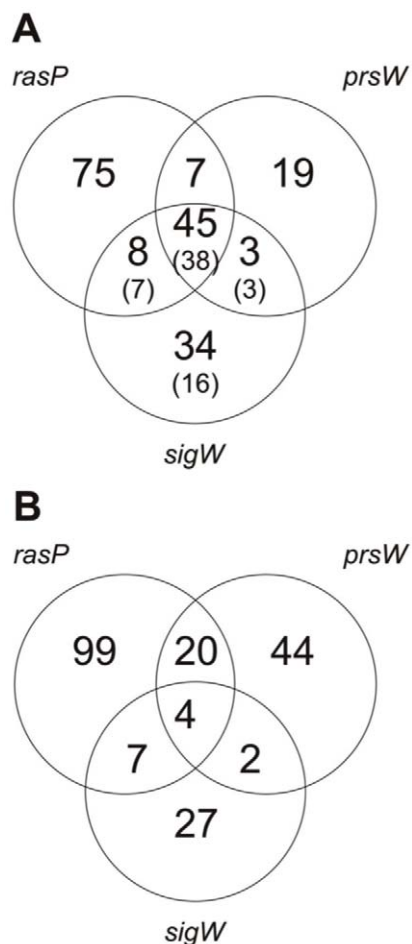 A
rasP prsW
75 7 19
45
8 (38) 3
(7) (3)
34
(16)
sigW
B
rasP prsW
99 20 44
4
7 2
27
sigW